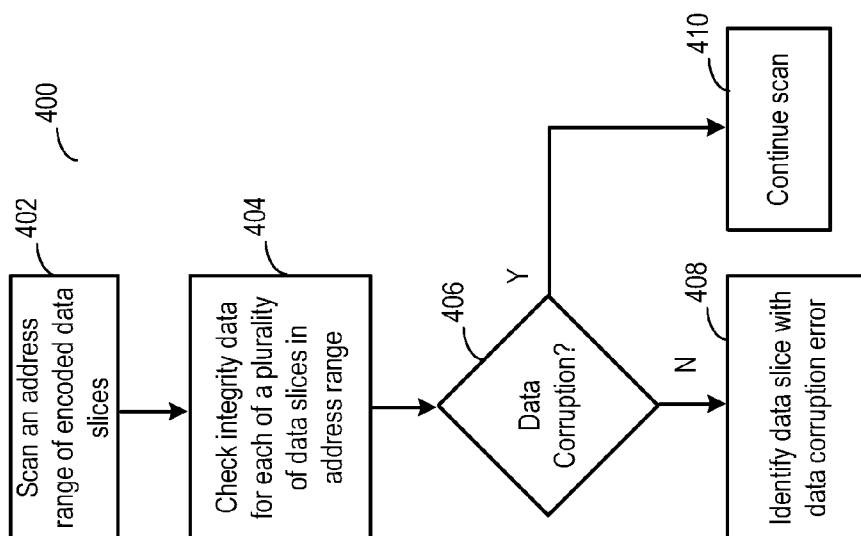 400
402
Scan an address
range of encoded data
slices
404
Check integrity data
for each of a plurality
of data slices in
address range
406
Data
Corruption?
Y
N
408
Identify data slice with
data corruption error
410
Continue scan